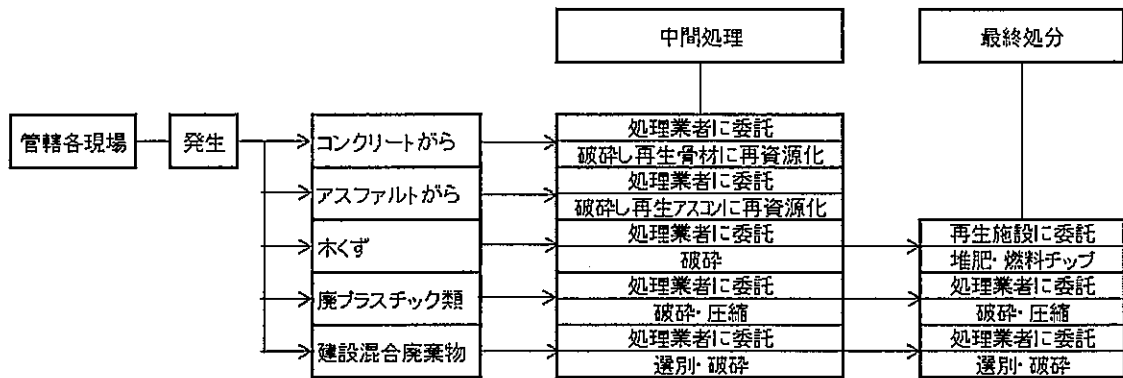 中間処理
最終処分
管轄各現場
発生
コンクリートがら
処理業者に委託
破砕し再生骨材に再資源化
アスファルトがら
処理業者に委託
破砕し再生アスコンに再資源化
木くず
処理業者に委託
破砕
再生施設に委託
堆肥・燃料チップ
廃プラスチック類
処理業者に委託
破砕・圧縮
処理業者に委託
破砕・圧縮
建設混合廃棄物
処理業者に委託
選別・破砕
処理業者に委託
選別・破砕